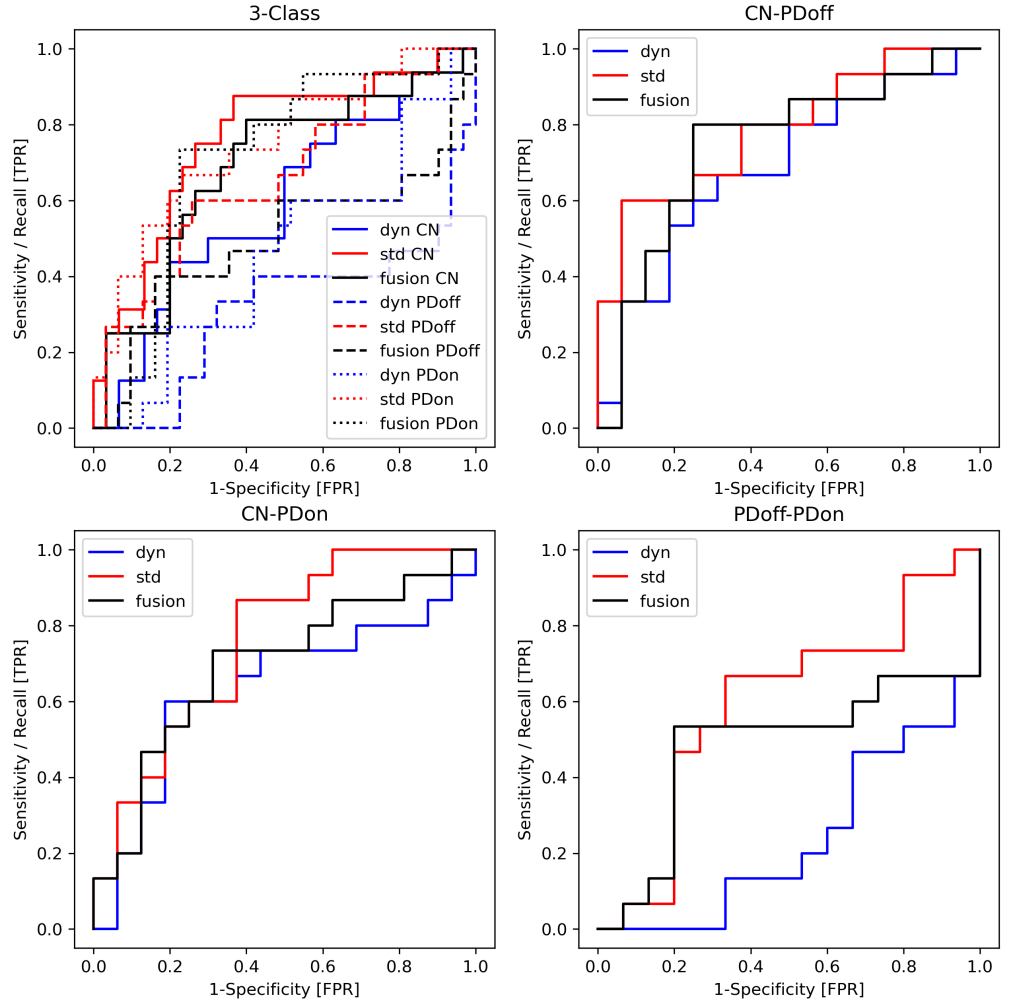 3-Class
Sensitivity / Recall [TPR]
1.0
0.8
0.6
0.4
0.2
0.0
dyn CN
std CN
fusion CN
dyn PDoff
std PDoff
fusion PDoff
dyn PDon
std PDon
fusion PDon
0.0 0.2 0.4 0.6 0.8 1.0
1-Specificity [FPR]
CN-PDoff
Sensitivity / Recall [TPR]
1.0
0.8
0.6
0.4
0.2
0.0
dyn
std
fusion
0.0 0.2 0.4 0.6 0.8 1.0
1-Specificity [FPR]
CN-PDon
Sensitivity / Recall [TPR]
1.0
0.8
0.6
0.4
0.2
0.0
dyn
std
fusion
0.0 0.2 0.4 0.6 0.8 1.0
1-Specificity [FPR]
PDoff-PDon
Sensitivity / Recall [TPR]
1.0
0.8
0.6
0.4
0.2
0.0
dyn
std
fusion
0.0 0.2 0.4 0.6 0.8 1.0
1-Specificity [FPR]